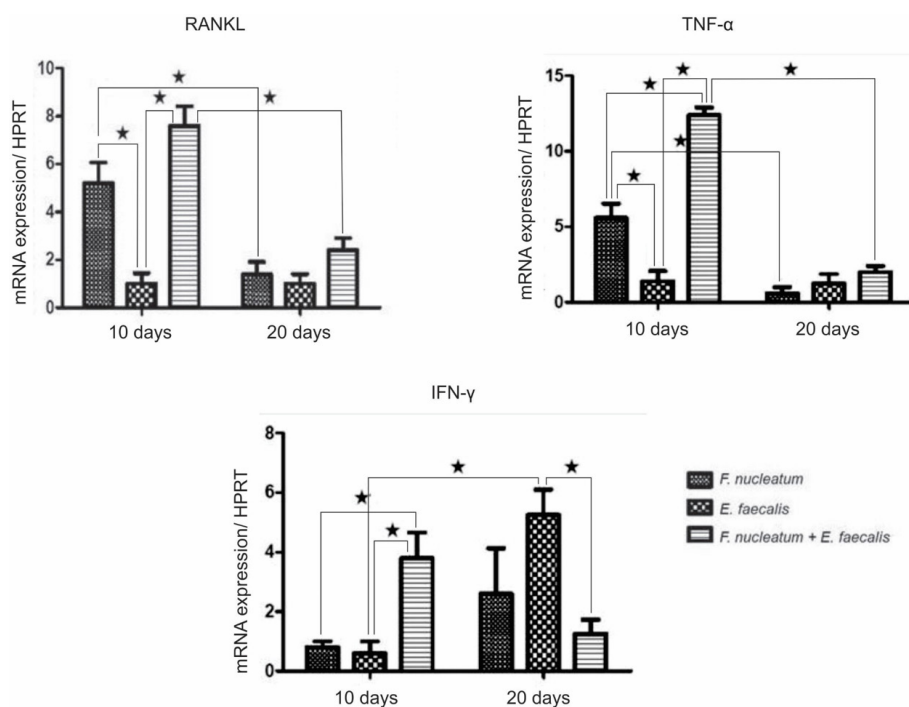 RANKL
mRNA expression/ HPRT
10
8
6
4
2
0
10 days
20 days
TNF-α
mRNA expression/ HPRT
15
10
5
0
10 days
20 days
IFN-γ
mRNA expression/ HPRT
8
6
4
2
0
10 days
20 days
F. nucleatum
E. faecalis
F. nucleatum + E. faecalis